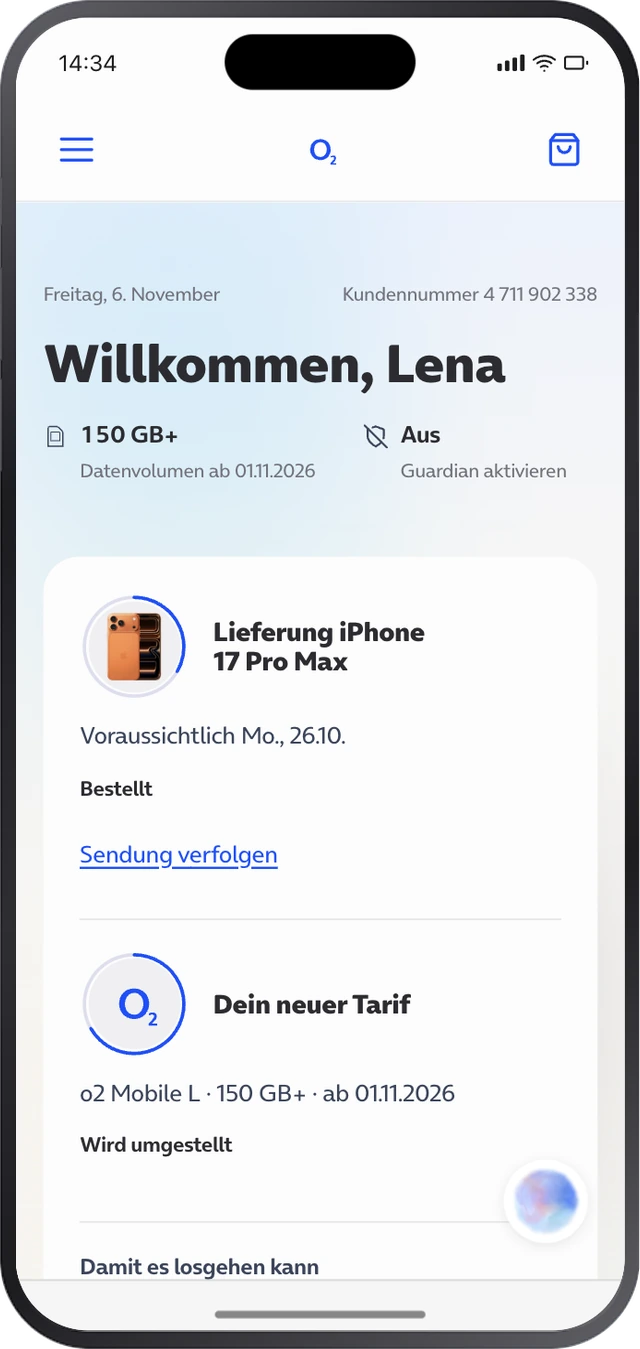 14:34
O2
Freitag, 6. November
Kundennummer 4 711 902 338
Willkommen, Lena
150 GB+
Aus
Datenvolumen ab 01.11.2026
Guardian aktivieren
Lieferung iPhone
17 Pro Max
Voraussichtlich Mo., 26.10.
Bestellt
Sendung verfolgen
O2
Dein neuer Tarif
o2 Mobile L · 150 GB+ · ab 01.11.2026
Wird umgestellt
Damit es losgehen kann